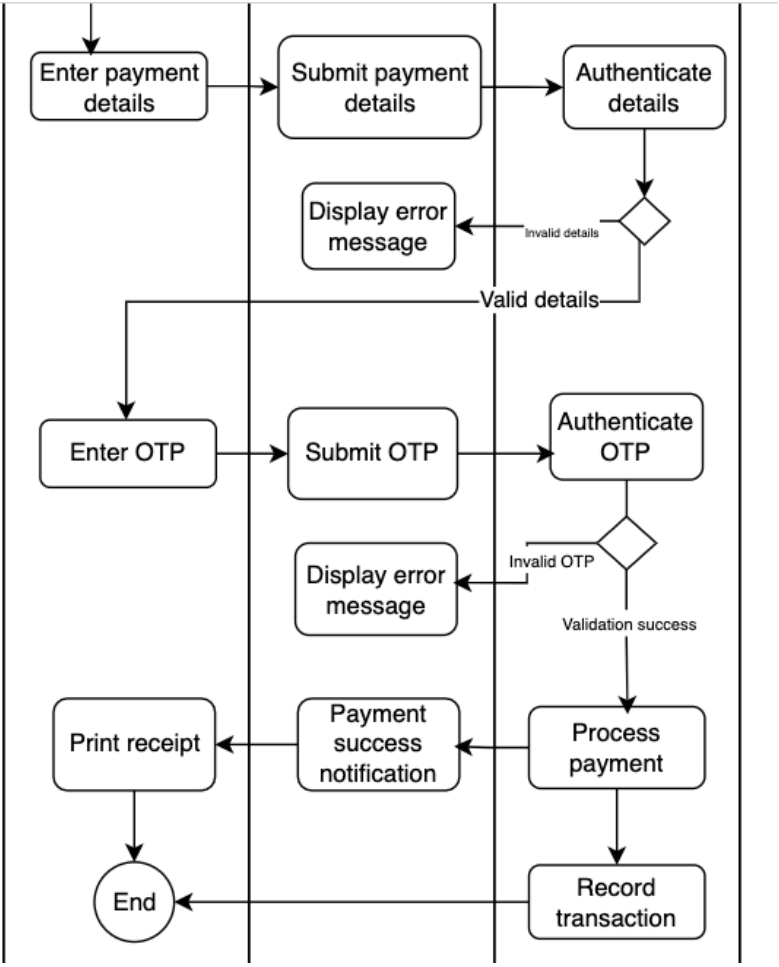 Enter payment
details
Submit payment
details
Authenticate
details
Display error
message
Invalid details
Valid details
Enter OTP
Submit OTP
Authenticate
OTP
Display error
message
Invalid OTP
Validation success
Print receipt
Payment
success
notification
Process
payment
End
Record
transaction